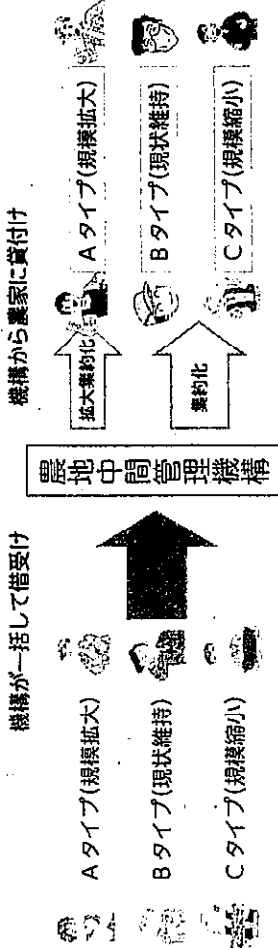 機構が一括して借受け
Aタイプ(規模拡大)
Bタイプ(現状維持)
Cタイプ(規模縮小)
農地中間管理機構
機構から農家に貸付け
拡大集約化
集約化
Aタイプ(規模拡大)
Bタイプ(現状維持)
Cタイプ(規模縮小)